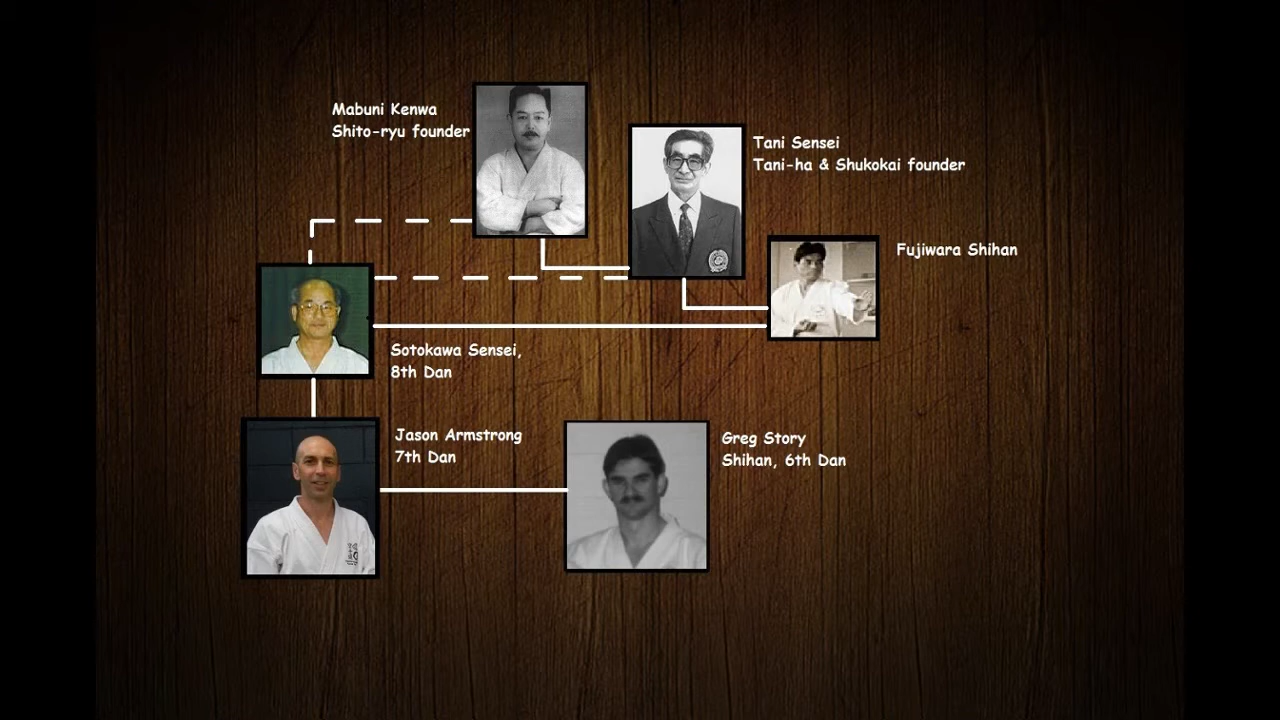 Mabuni Kenwa
Shito-ryu founder
Tani Sensei
Tani-ha & Shukokai founder
Fujiwara Shihan
Sotokawa Sensei,
8th Dan
Jason Armstrong
7th Dan
Greg Story
Shihan, 6th Dan